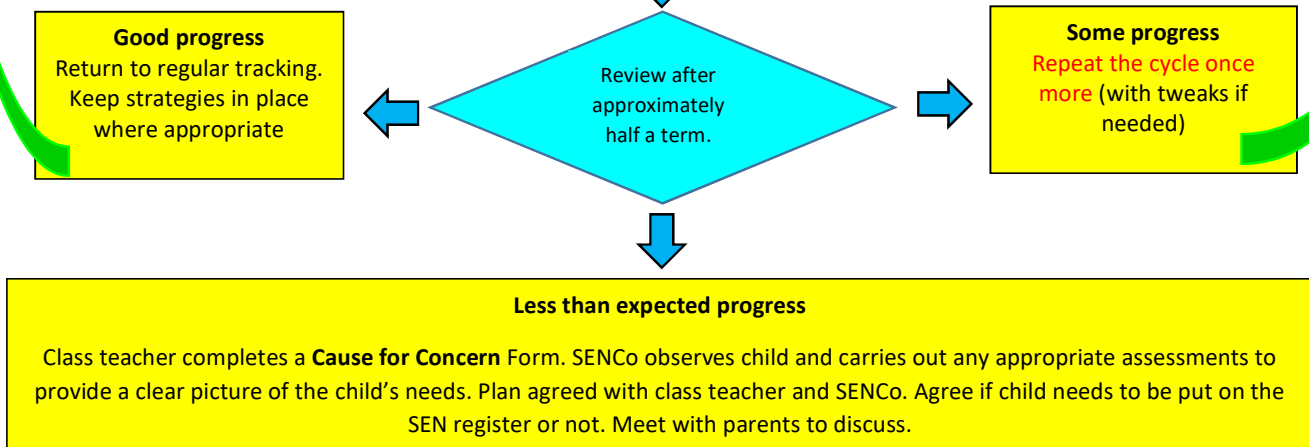 Good progress
Return to regular tracking.
Keep strategies in place
where appropriate
Review after
approximately
half a term.
Some progress
Repeat the cycle once
more (with tweaks if
needed)
Less than expected progress
Class teacher completes a Cause for Concern Form. SENCo observes child and carries out any appropriate assessments to
provide a clear picture of the child’s needs. Plan agreed with class teacher and SENCo. Agree if child needs to be put on the
SEN register or not. Meet with parents to discuss.